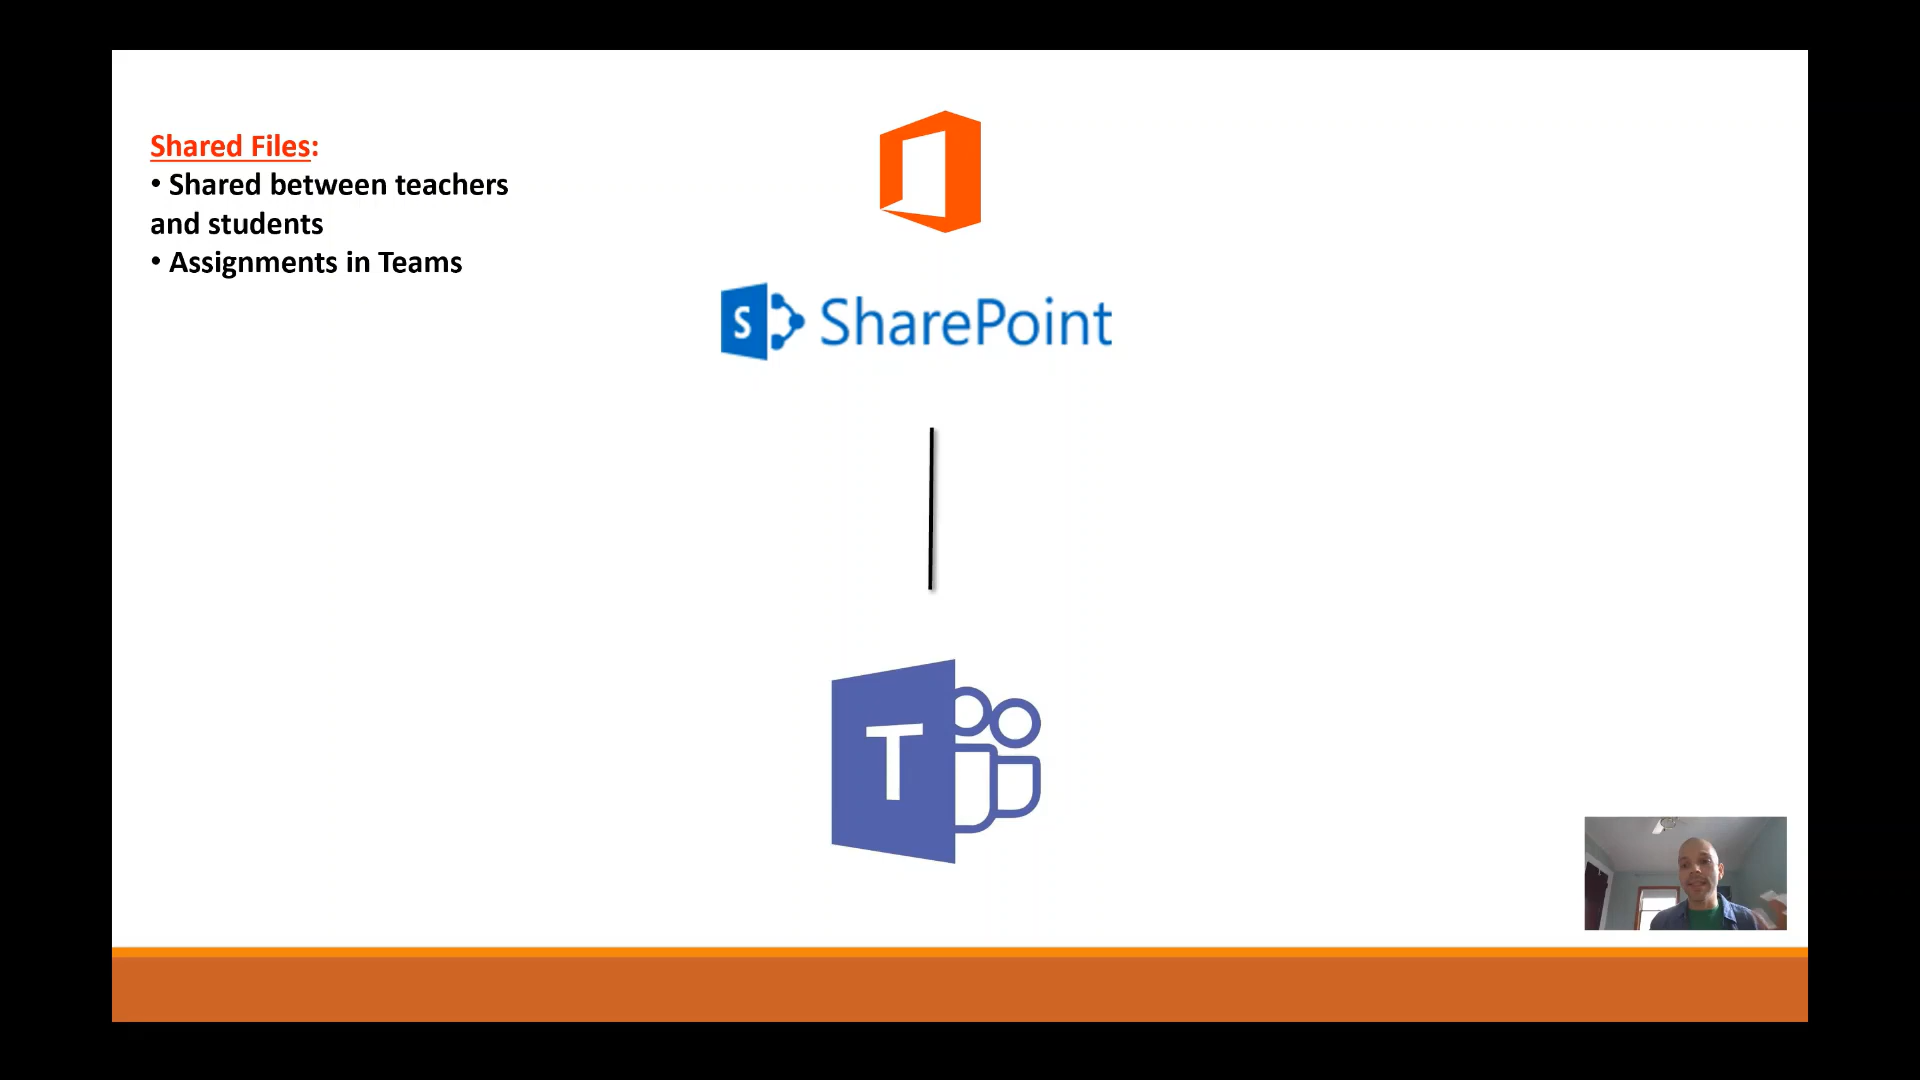 Shared Files:
• Shared between teachers
and students
• Assignments in Teams
S SharePoint
T